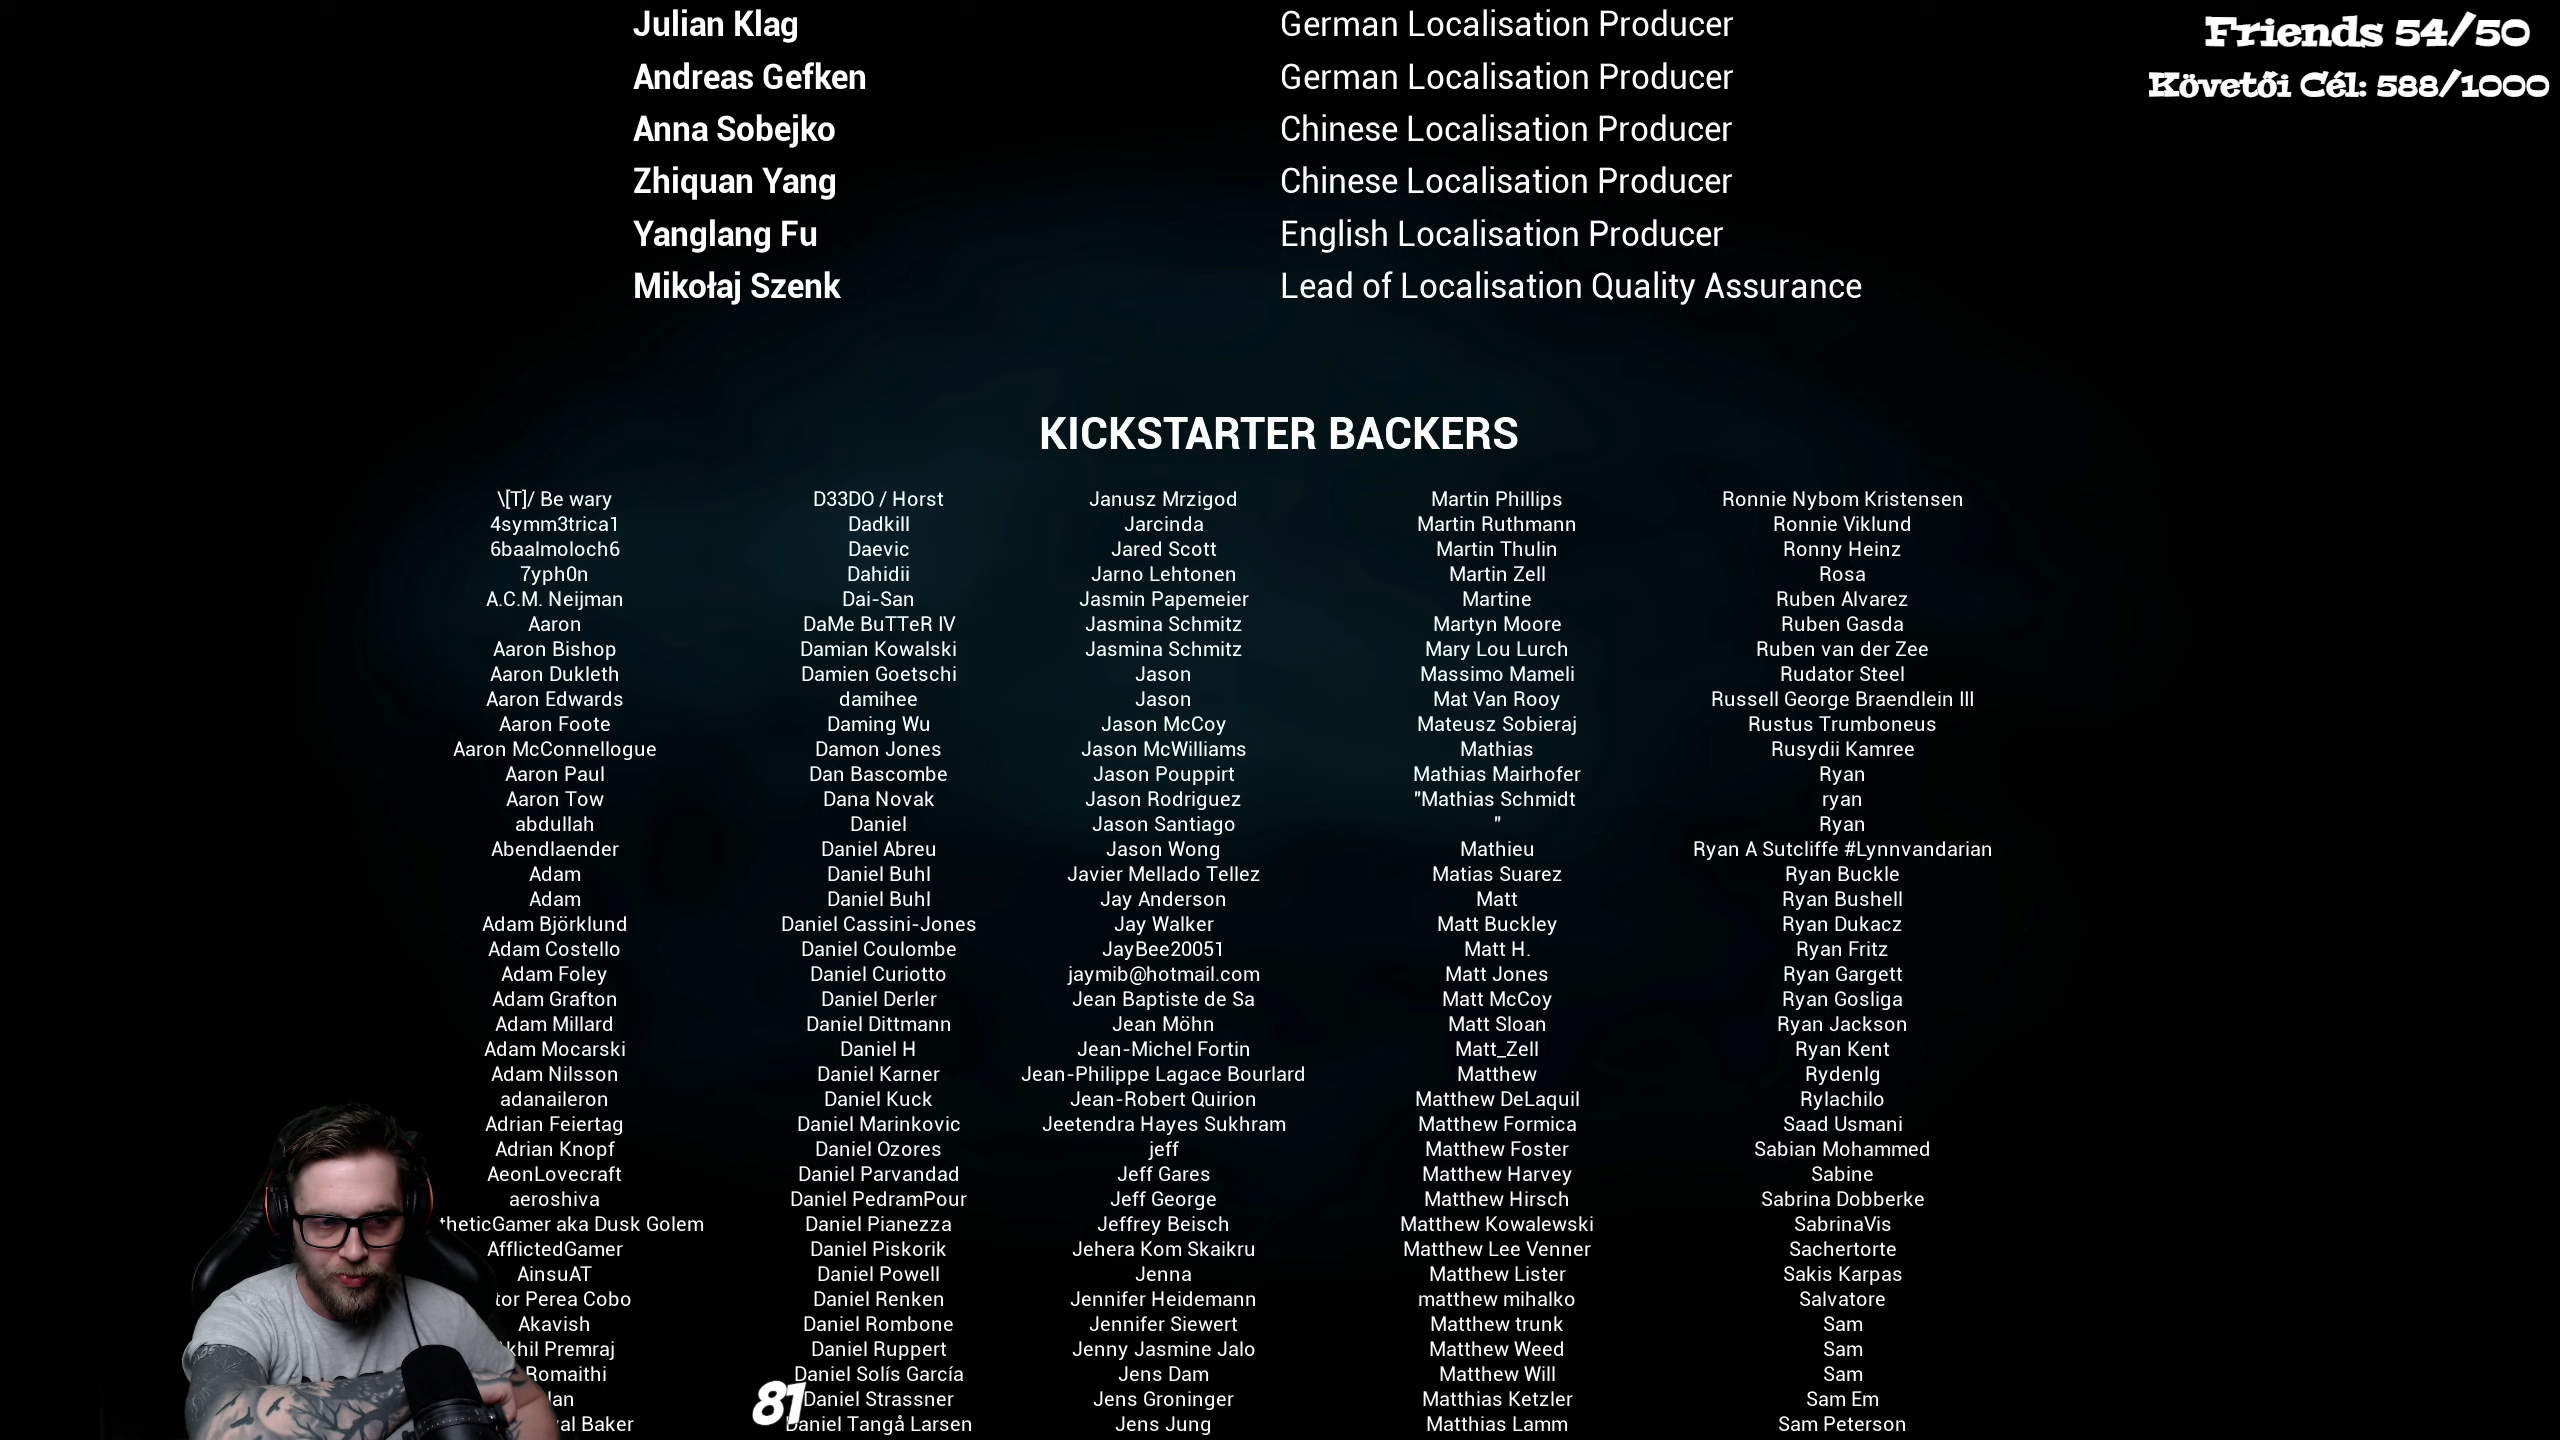 Julian Klag German Localisation Producer
Andreas Gefken German Localisation Producer
Anna Sobejko Chinese Localisation Producer
Zhiquan Yang Chinese Localisation Producer
Yanglang Fu English Localisation Producer
Mikołaj Szenk Lead of Localisation Quality Assurance
Friends 54/50
Követői Cél: 588/1000
KICKSTARTER BACKERS
\[T]/ Be wary
4symm3trica1
6baalmoloch6
7yph0n
A.C.M. Neijman
Aaron
Aaron Bishop
Aaron Dukleth
Aaron Edwards
Aaron Foote
Aaron McConnellogue
Aaron Paul
Aaron Tow
abdullah
Abendlaender
Adam
Adam
Adam Björklund
Adam Costello
Adam Foley
Adam Grafton
Adam Millard
Adam Mocarski
Adam Nilsson
adanaileron
Adrian Feiertag
Adrian Knopf
AeonLovecraft
aeroshiva
aka Dusk Golem
AfflictedGamer
AinsuAT
Perea Cobo
Akavish
Premraj
Baker
D33DO / Horst
Dadkill
Daevic
Dahidii
Dai-San
DaMe BuTTeR IV
Damian Kowalski
Damien Goetschi
damihee
Daming Wu
Damon Jones
Dan Bascombe
Dana Novak
Daniel
Daniel Abreu
Daniel Buhl
Daniel Buhl
Daniel Cassini-Jones
Daniel Coulombe
Daniel Curiotto
Daniel Derler
Daniel Dittmann
Daniel H
Daniel Karner
Daniel Kuck
Daniel Marinkovic
Daniel Ozores
Daniel Parvandad
Daniel PedramPour
Daniel Pianezza
Daniel Piskorik
Daniel Powell
Daniel Renken
Daniel Rombone
Daniel Ruppert
Daniel Solís García
81
Daniel Strassner
Daniel Tangå Larsen
Janusz Mrzigod
Jarcinda
Jared Scott
Jarno Lehtonen
Jasmin Papemeier
Jasmina Schmitz
Jasmina Schmitz
Jason
Jason
Jason McCoy
Jason McWilliams
Jason Pouppirt
Jason Rodriguez
Jason Santiago
Jason Wong
Javier Mellado Tellez
Jay Anderson
Jay Walker
JayBee20051
jaymib@hotmail.com
Jean Baptiste de Sa
Jean Möhn
Jean-Michel Fortin
Jean-Philippe Lagace Bourlard
Jean-Robert Quirion
Jeetendra Hayes Sukhram
jeff
Jeff Gares
Jeff George
Jeffrey Beisch
Jehera Kom Skaikru
Jenna
Jennifer Heidemann
Jennifer Siewert
Jenny Jasmine Jalo
Jens Dam
Jens Groninger
Jens Jung
Martin Phillips
Martin Ruthmann
Martin Thulin
Martin Zell
Martine
Martyn Moore
Mary Lou Lurch
Massimo Mameli
Mat Van Rooy
Mateusz Sobieraj
Mathias
Mathias Mairhofer
"Mathias Schmidt
"
Mathieu
Matias Suarez
Matt
Matt Buckley
Matt H.
Matt Jones
Matt McCoy
Matt Sloan
Matt_Zell
Matthew
Matthew DeLaquil
Matthew Formica
Matthew Foster
Matthew Harvey
Matthew Hirsch
Matthew Kowalewski
Matthew Lee Venner
Matthew Lister
matthew mihalko
Matthew trunk
Matthew Weed
Matthew Will
Matthias Ketzler
Matthias Lamm
Ronnie Nybom Kristensen
Ronnie Viklund
Ronny Heinz
Rosa
Ruben Alvarez
Ruben Gasda
Ruben van der Zee
Rudator Steel
Russell George Braendlein III
Rustus Trumboneus
Rusydii Kamree
Ryan
ryan
Ryan
Ryan A Sutcliffe #Lynnvandarian
Ryan Buckle
Ryan Bushell
Ryan Dukacz
Ryan Fritz
Ryan Gargett
Ryan Gosliga
Ryan Jackson
Ryan Kent
Rydenlg
Rylachilo
Saad Usmani
Sabian Mohammed
Sabine
Sabrina Dobberke
SabrinaVis
Sachertorte
Sakis Karpas
Salvatore
Sam
Sam
Sam
Sam Em
Sam Peterson